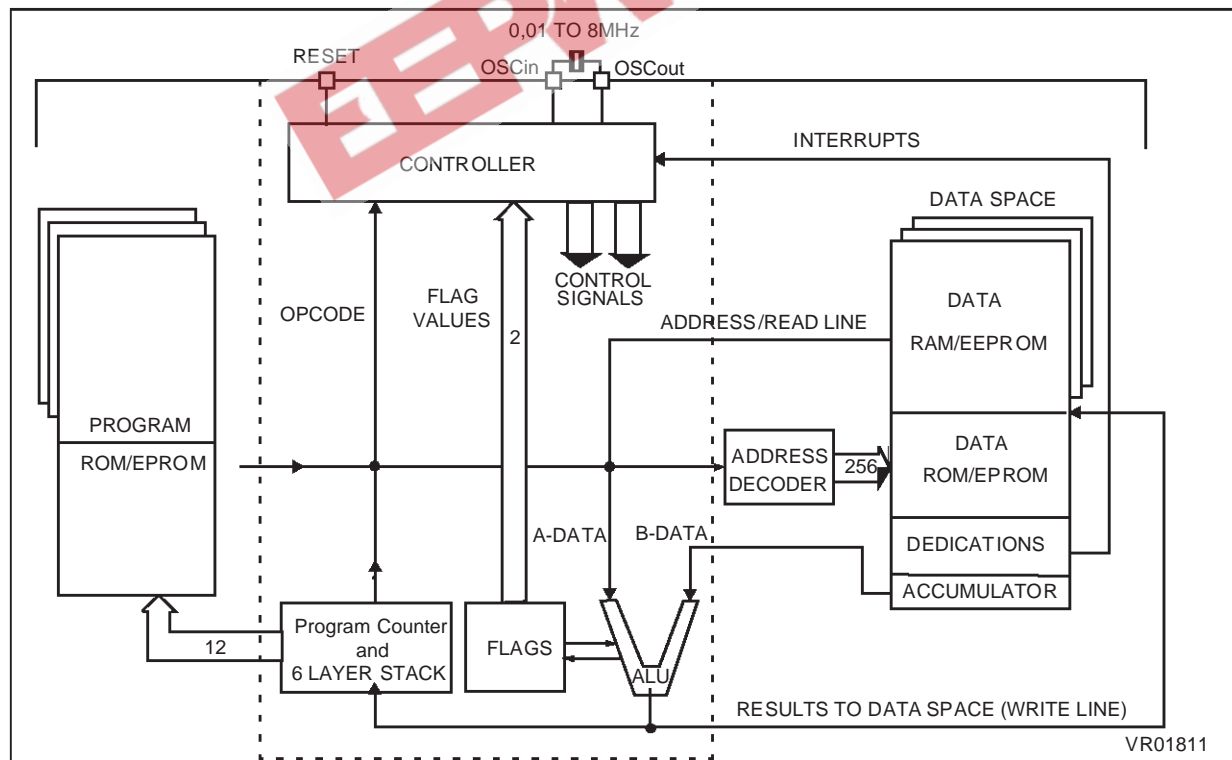 0,01 TO 8MHz
RESET
OSCin
OSCout
INTERRUPTS
CONTROLLER
DATA SPACE
CONTROL
SIGNALS
FLAG
VALUES
OPCODE
2
ADDRESS/READ LINE
DATA
RAM/EEPROM
PROGRAM
ROM/EPROM
ADDRESS
DECODER
256
DATA
ROM/EPROM
A-DATA
B-DATA
DEDICATIONS
ACCUMULATOR
12
Program Counter
and
6 LAYER STACK
FLAGS
ALU
RESULTS TO DATA SPACE (WRITE LINE)
VR01811